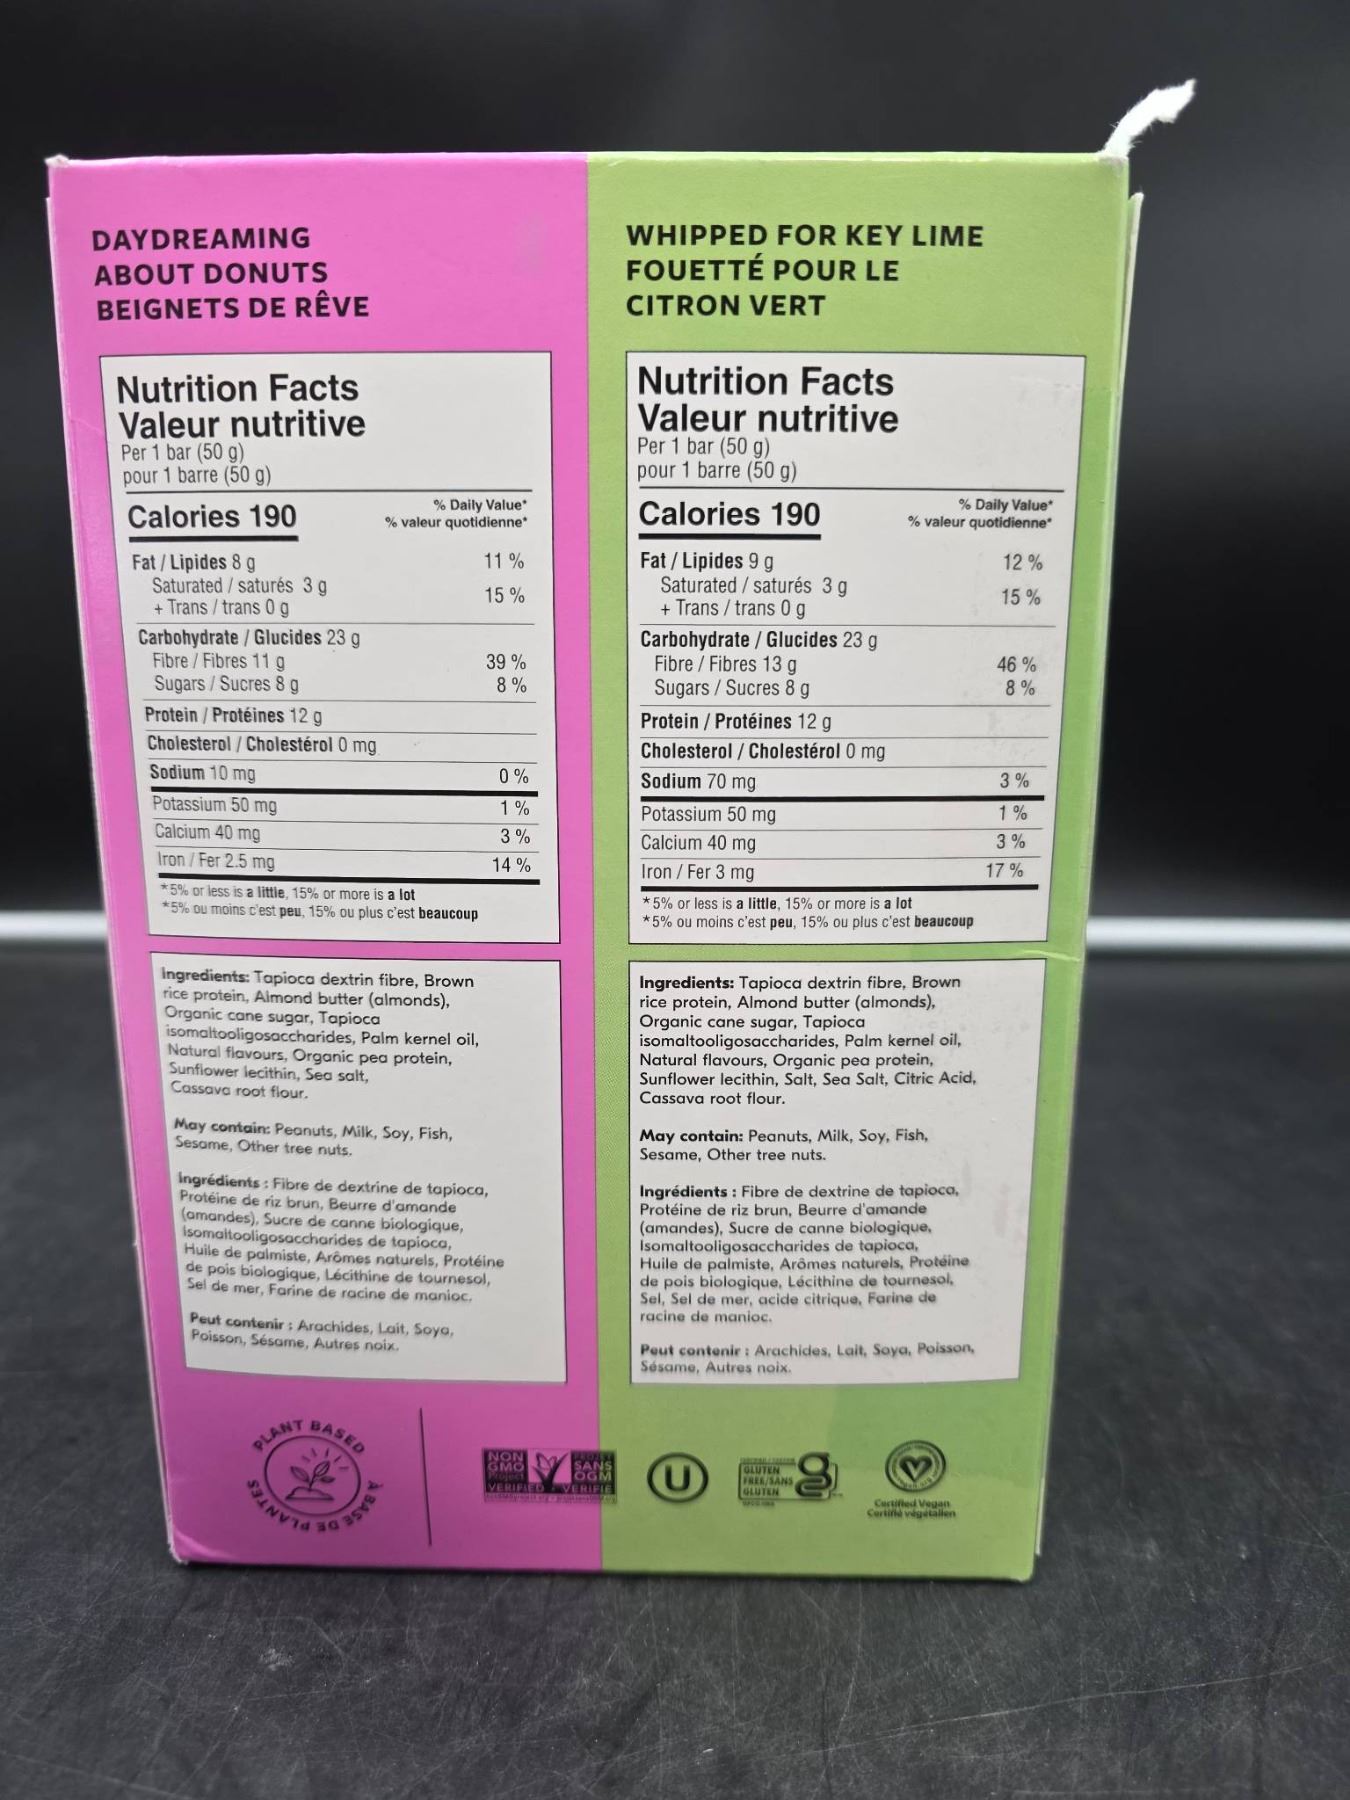 DAYDREAMING
ABOUT DONUTS
BEIGNETS DE RÊVE
Nutrition Facts
Valeur nutritive
Per 1 bar (50 g)
pour 1 barre (50 g)
Calories 190
% Daily Value*
% valeur quotidienne*
Fat / Lipides 8 g 11 %
Saturated / saturés 3 g
+ Trans / trans 0 g 15 %
Carbohydrate / Glucides 23 g
Fibre / Fibres 11 g 39 %
Sugars / Sucres 8 g 8 %
Protein / Protéines 12 g
Cholesterol / Cholestérol 0 mg
Sodium 10 mg 0 %
Potassium 50 mg 1 %
Calcium 40 mg 3 %
Iron / Fer 2.5 mg 14 %
*5% or less is a little, 15% or more is a lot
*5% ou moins c'est peu, 15% ou plus c'est beaucoup
Ingredients: Tapioca dextrin fibre, Brown
rice protein, Almond butter (almonds),
Organic cane sugar, Tapioca
isomaltooligosaccharides, Palm kernel oil,
Natural flavours, Organic pea protein,
Sunflower lecithin, Sea salt,
Cassava root flour.
May contain: Peanuts, Milk, Soy, Fish,
Sesame, Other tree nuts.
Ingrédients : Fibre de dextrine de tapioca,
Protéine de riz brun, Beurre d'amande
(amandes), Sucre de canne biologique,
Isomaltooligosaccharides de tapioca,
Huile de palmiste, Arômes naturels, Protéine
de pois biologique, Lécithine de tournesol,
Sel de mer, Farine de racine de manioc.
Peut contenir : Arachides, Lait, Soya,
Poisson, Sésame, Autres noix.
PLANT BASED
À BASE DE PLANTES
NON
GMO
Project
VERIFIED
PROJET
SANS
OGM
VÉRIFIÉ
WHIPPED FOR KEY LIME
FOUETTÉ POUR LE
CITRON VERT
Nutrition Facts
Valeur nutritive
Per 1 bar (50 g)
pour 1 barre (50 g)
Calories 190
% Daily Value*
% valeur quotidienne*
Fat / Lipides 9 g 12 %
Saturated / saturés 3 g
+ Trans / trans 0 g 15 %
Carbohydrate / Glucides 23 g
Fibre / Fibres 13 g 46 %
Sugars / Sucres 8 g 8 %
Protein / Protéines 12 g
Cholesterol / Cholestérol 0 mg
Sodium 70 mg 3 %
Potassium 50 mg 1 %
Calcium 40 mg 3 %
Iron / Fer 3 mg 17 %
*5% or less is a little, 15% or more is a lot
*5% ou moins c'est peu, 15% ou plus c'est beaucoup
Ingredients: Tapioca dextrin fibre, Brown
rice protein, Almond butter (almonds),
Organic cane sugar, Tapioca
isomaltooligosaccharides, Palm kernel oil,
Natural flavours, Organic pea protein,
Sunflower lecithin, Salt, Sea Salt, Citric Acid,
Cassava root flour.
May contain: Peanuts, Milk, Soy, Fish,
Sesame, Other tree nuts.
Ingrédients : Fibre de dextrine de tapioca,
Protéine de riz brun, Beurre d'amande
(amandes), Sucre de canne biologique,
Isomaltooligosaccharides de tapioca,
Huile de palmiste, Arômes naturels, Protéine
de pois biologique, Lécithine de tournesol,
Sel, Sel de mer, acide citrique, Farine de
racine de manioc.
Peut contenir : Arachides, Lait, Soya, Poisson,
Sésame, Autres noix.
U
GLUTEN
FREE/SANS
GLUTEN
Certified Vegan
Certifié végétalien